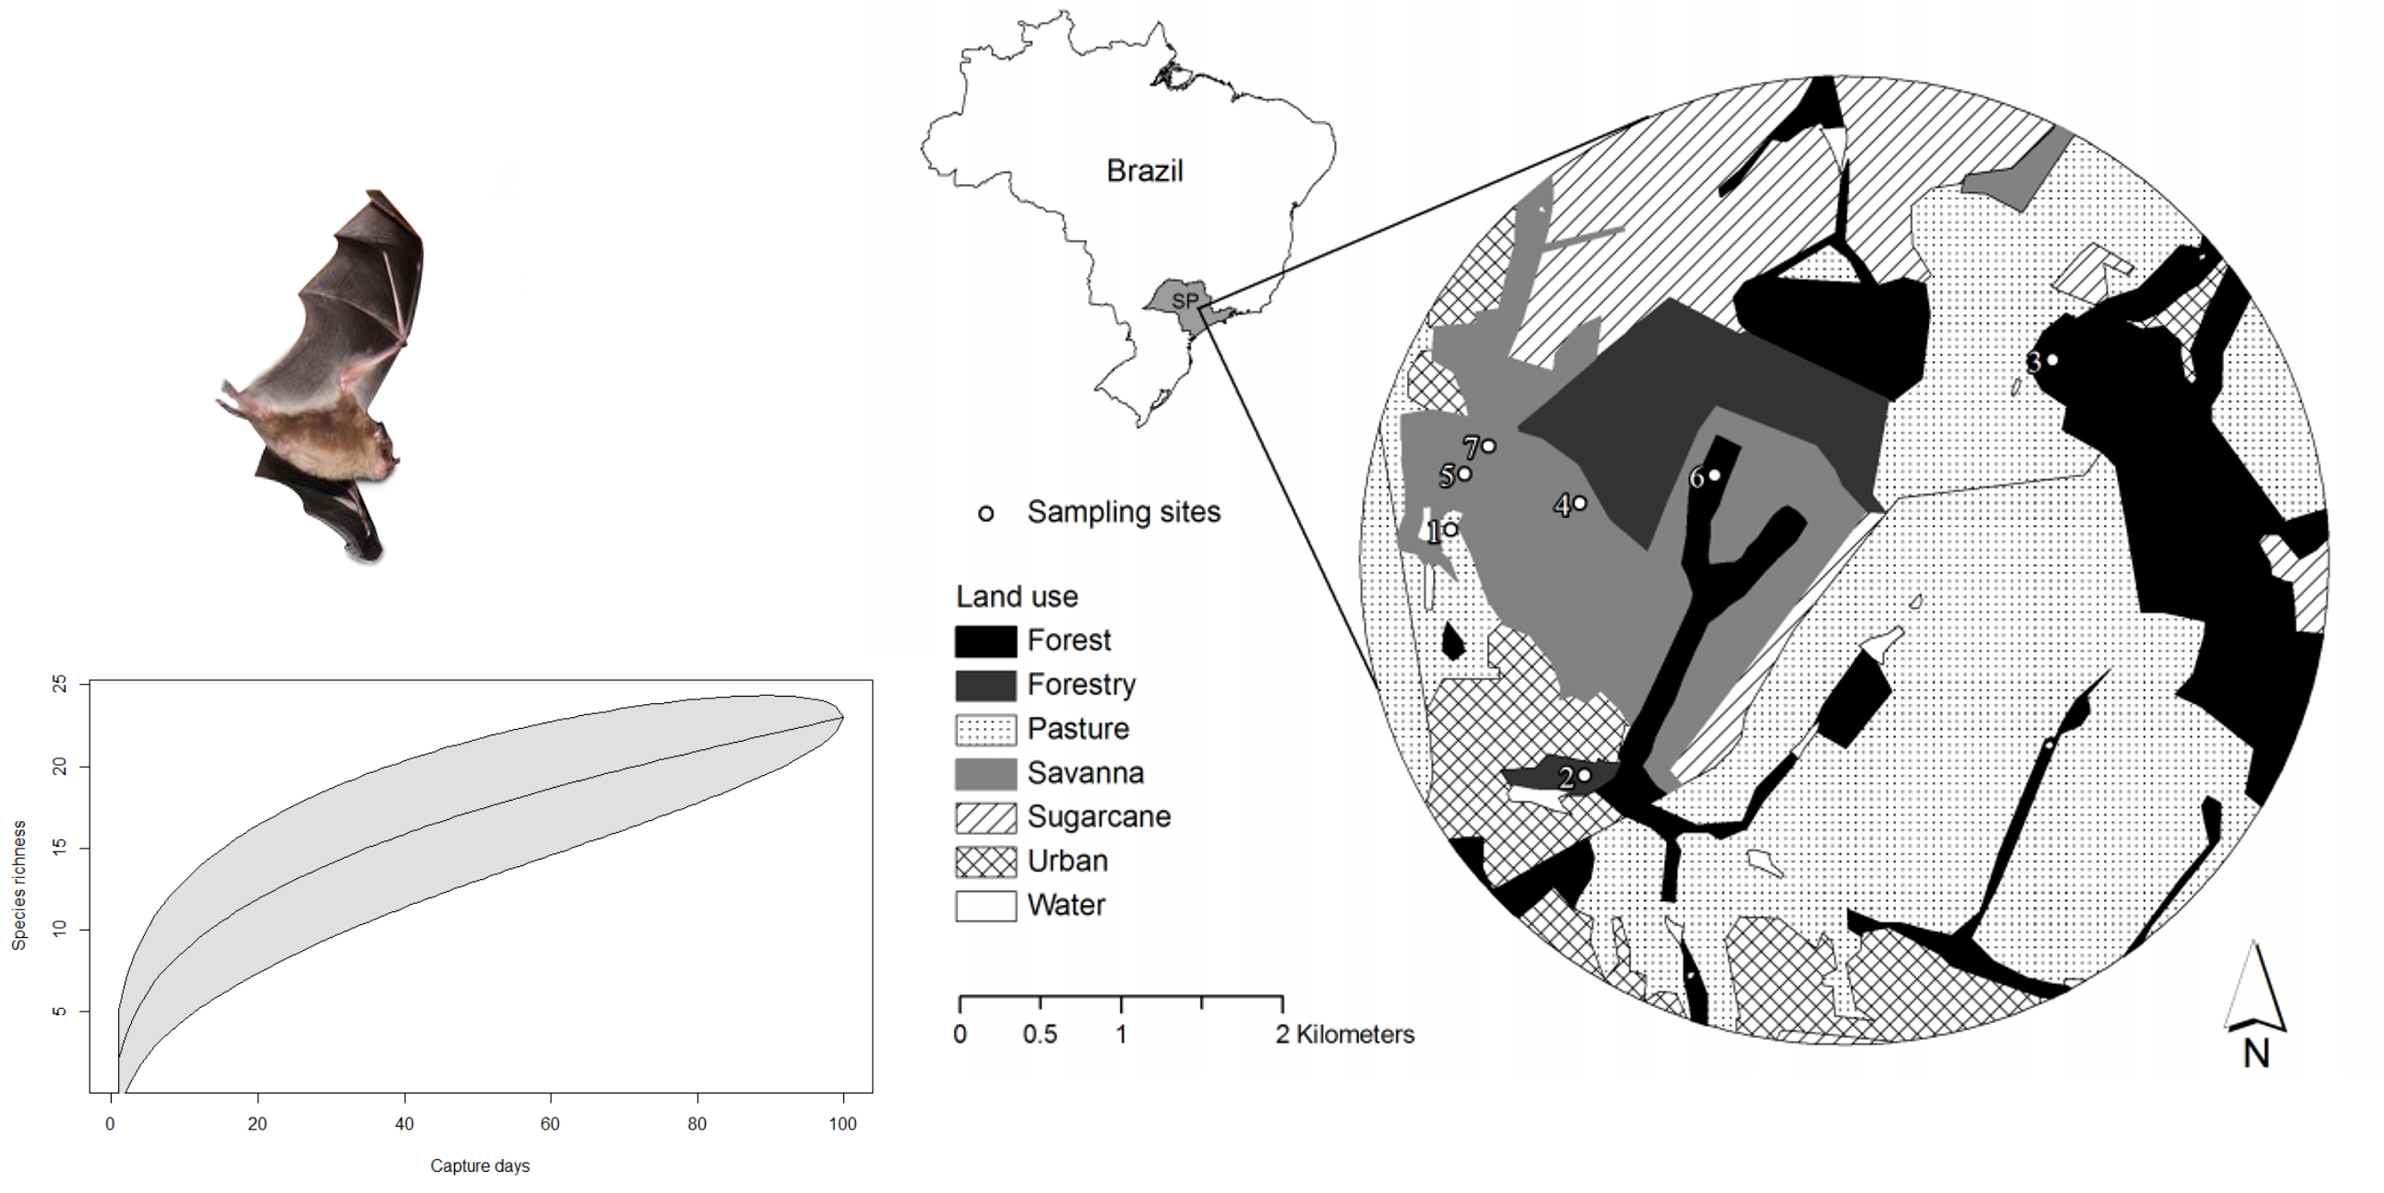 Brazil
SP
Sampling sites
Land use
Forest
Forestry
Pasture
Savanna
Sugarcane
Urban
Water
0 0.5 1 2 Kilometers
3
7
5
6
4
1
2
N
25
20
15
10
5
Species richness
0 20 40 60 80 100
Capture days